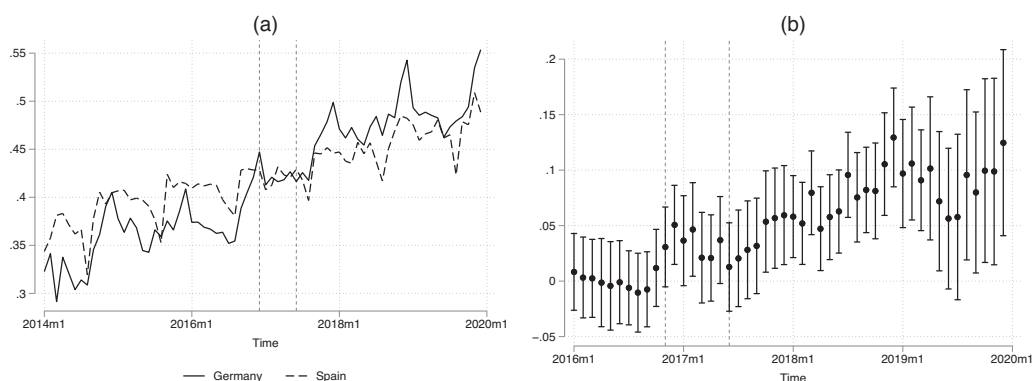 (a)
.55
.5
.45
.4
.35
.3
2014m1 2016m1 2018m1 2020m1
Time
Germany Spain
(b)
.2
.15
.1
.05
0
−.05
2016m1 2017m1 2018m1 2019m1 2020m1
Time